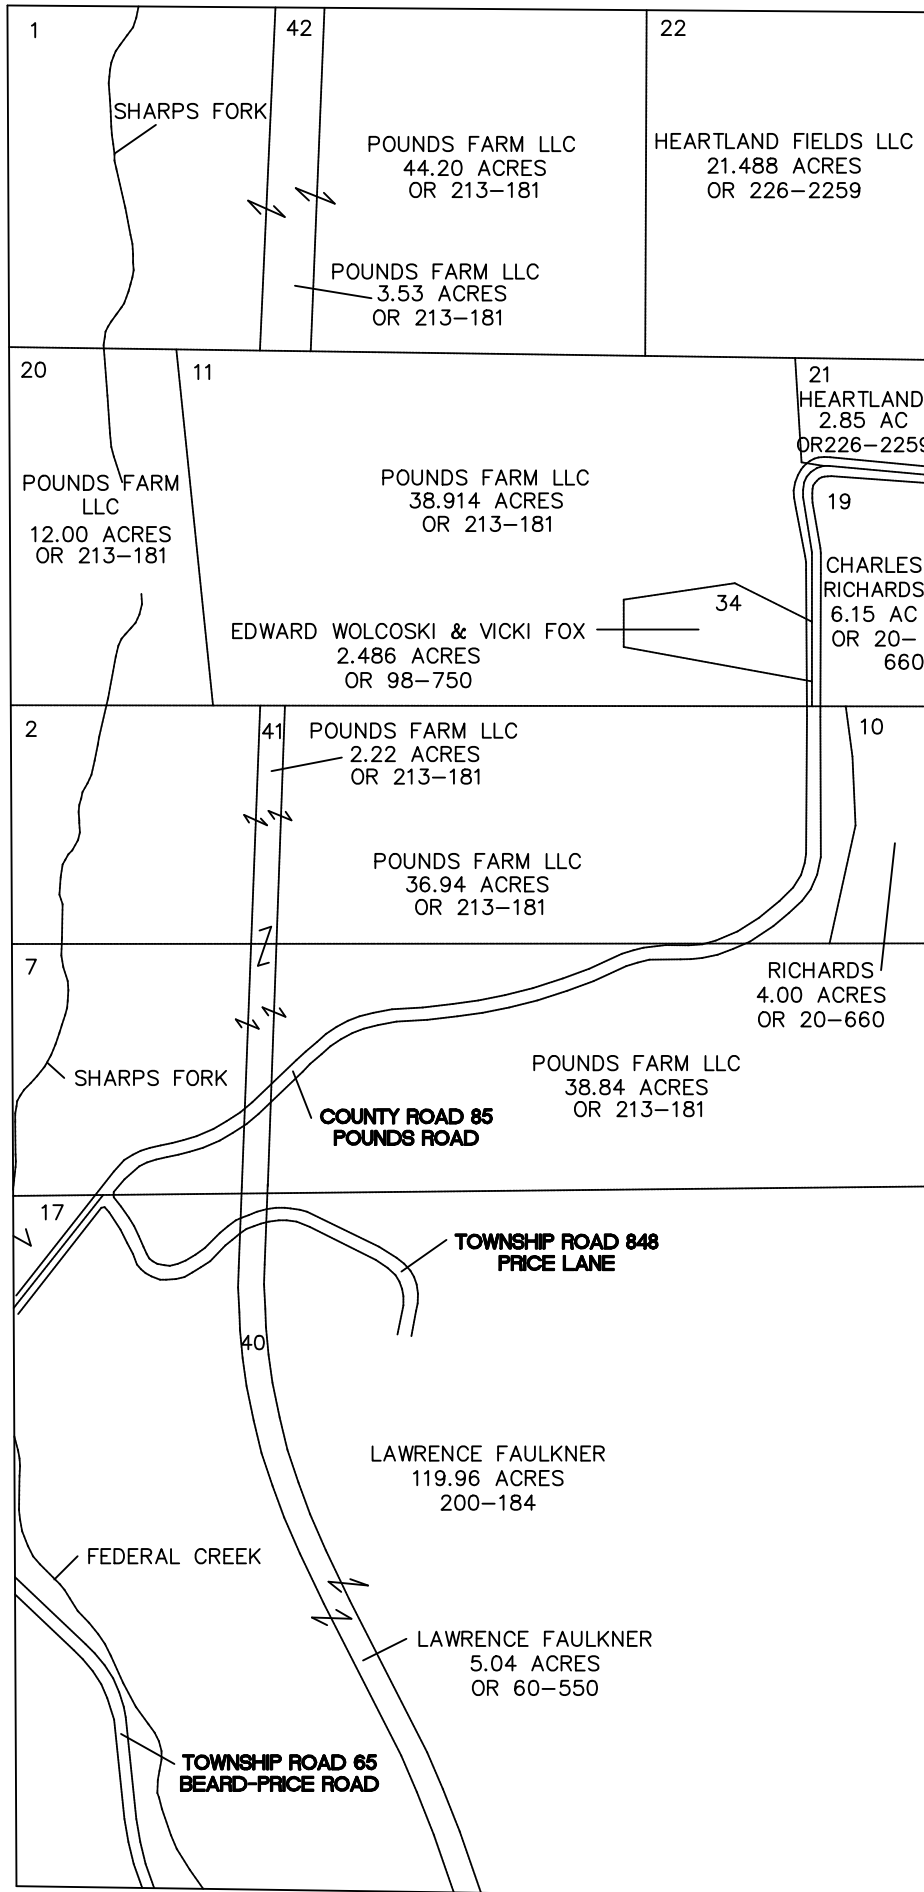 1
42
22
SHARPS FORK
POUNDS FARM LLC
44.20 ACRES
OR 213-181
HEARTLAND FIELDS LLC
21.488 ACRES
OR 226-2259
POUNDS FARM LLC
3.53 ACRES
OR 213-181
20
11
21
HEARTLAND
2.85 AC
OR226-2259
POUNDS FARM
LLC
12.00 ACRES
OR 213-181
POUNDS FARM LLC
38.914 ACRES
OR 213-181
19
CHARLES
RICHARDS
6.15 AC
OR 20-
660
34
EDWARD WOLCOSKI & VICKI FOX
2.486 ACRES
OR 98-750
2
41
POUNDS FARM LLC
2.22 ACRES
OR 213-181
10
POUNDS FARM LLC
36.94 ACRES
OR 213-181
7
RICHARDS
4.00 ACRES
OR 20-660
SHARPS FORK
POUNDS FARM LLC
38.84 ACRES
OR 213-181
COUNTY ROAD 85
POUNDS ROAD
17
TOWNSHIP ROAD 848
PRICE LANE
40
LAWRENCE FAULKNER
119.96 ACRES
200-184
FEDERAL CREEK
LAWRENCE FAULKNER
5.04 ACRES
OR 60-550
TOWNSHIP ROAD 65
BEARD-PRICE ROAD